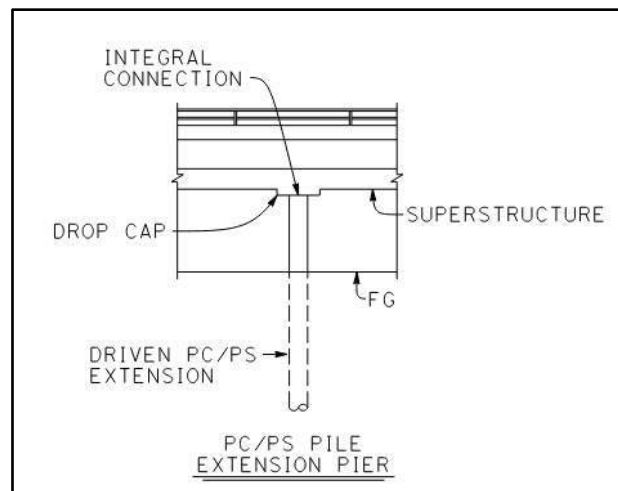 INTEGRAL
CONNECTION
DROP CAP
SUPERSTRUCTURE
FG
DRIVEN PC/PS
EXTENSION
PC/PS PILE
EXTENSION PIER